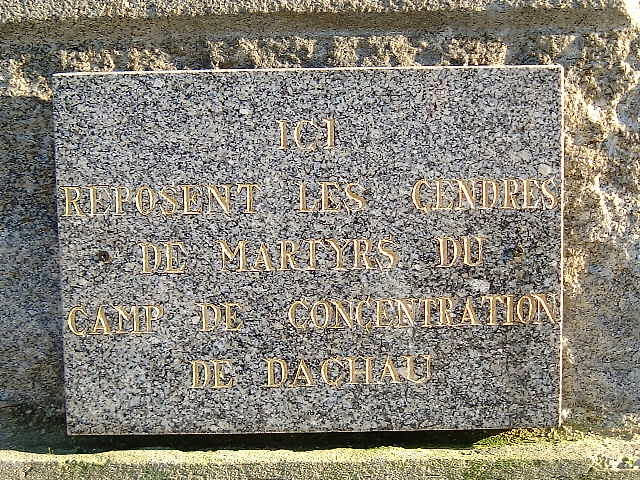 ICI
REPOSENT LES CENDRES
DE MARTYRS DU
CAMP DE CONCENTRATION
DE DACHAU